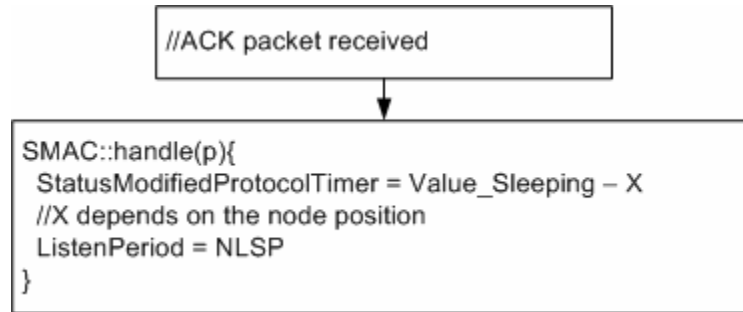 //ACK packet received
SMAC::handle(p){
StatusModifiedProtocolTimer = Value_Sleeping – X
//X depends on the node position
ListenPeriod = NLSP
}